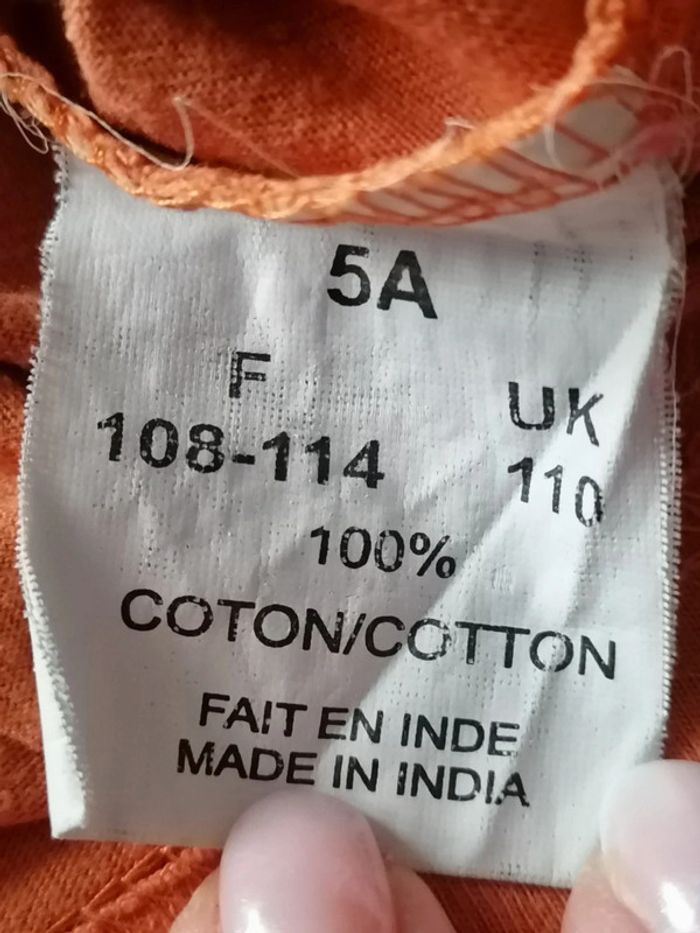 5A
F UK
108-114 110
100%
COTON/COTTON
FAIT EN INDE
MADE IN INDIA